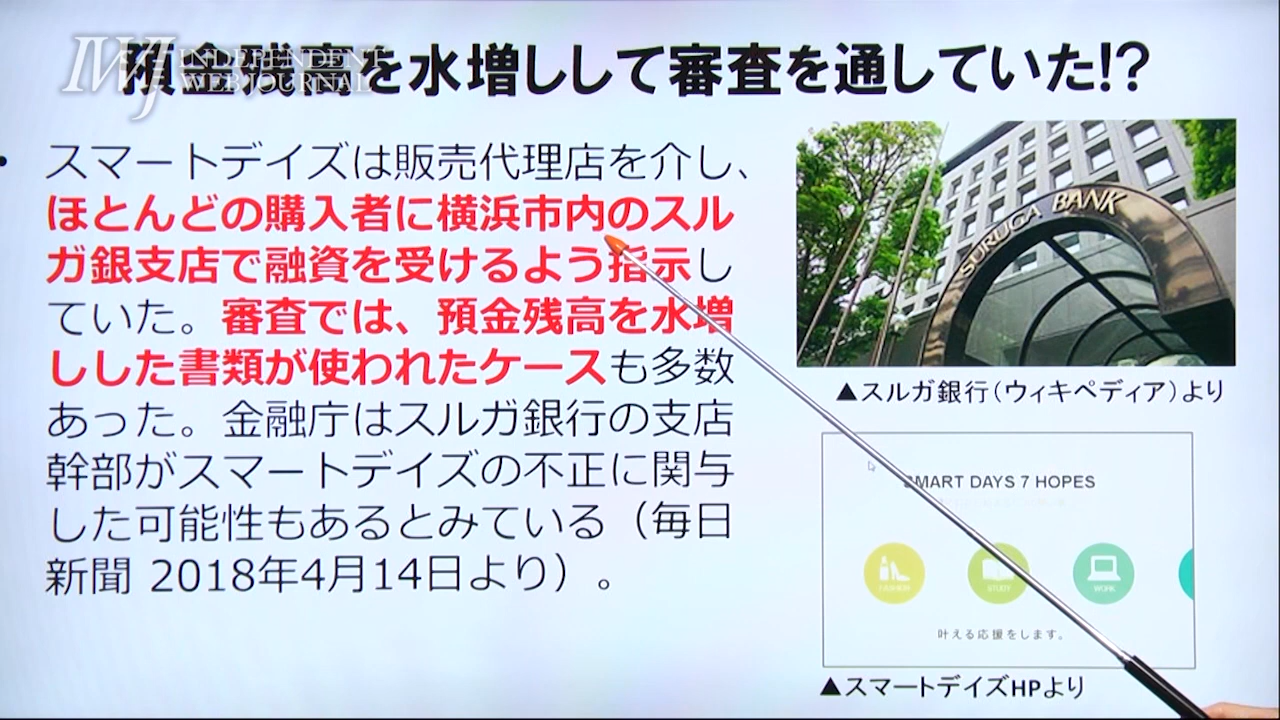 IWJ INDEPENDENT
WEB JOURNAL
預金残高を水増しして審査を通していた!?
・スマートデイズは販売代理店を介し、
ほとんどの購入者に横浜市内のスル
ガ銀支店で融資を受けるよう指示し
ていた。審査では、預金残高を水増
しした書類が使われたケースも多数
あった。金融庁はスルガ銀行の支店
幹部がスマートデイズの不正に関与
した可能性もあるとみている（毎日
新聞 2018年4月14日より）。
SURUGA BANK
▲スルガ銀行（ウィキペディア）より
SMART DAYS 7 HOPES
FASHION
STUDY
WORK
叶える応援をします。
▲スマートデイズHPより